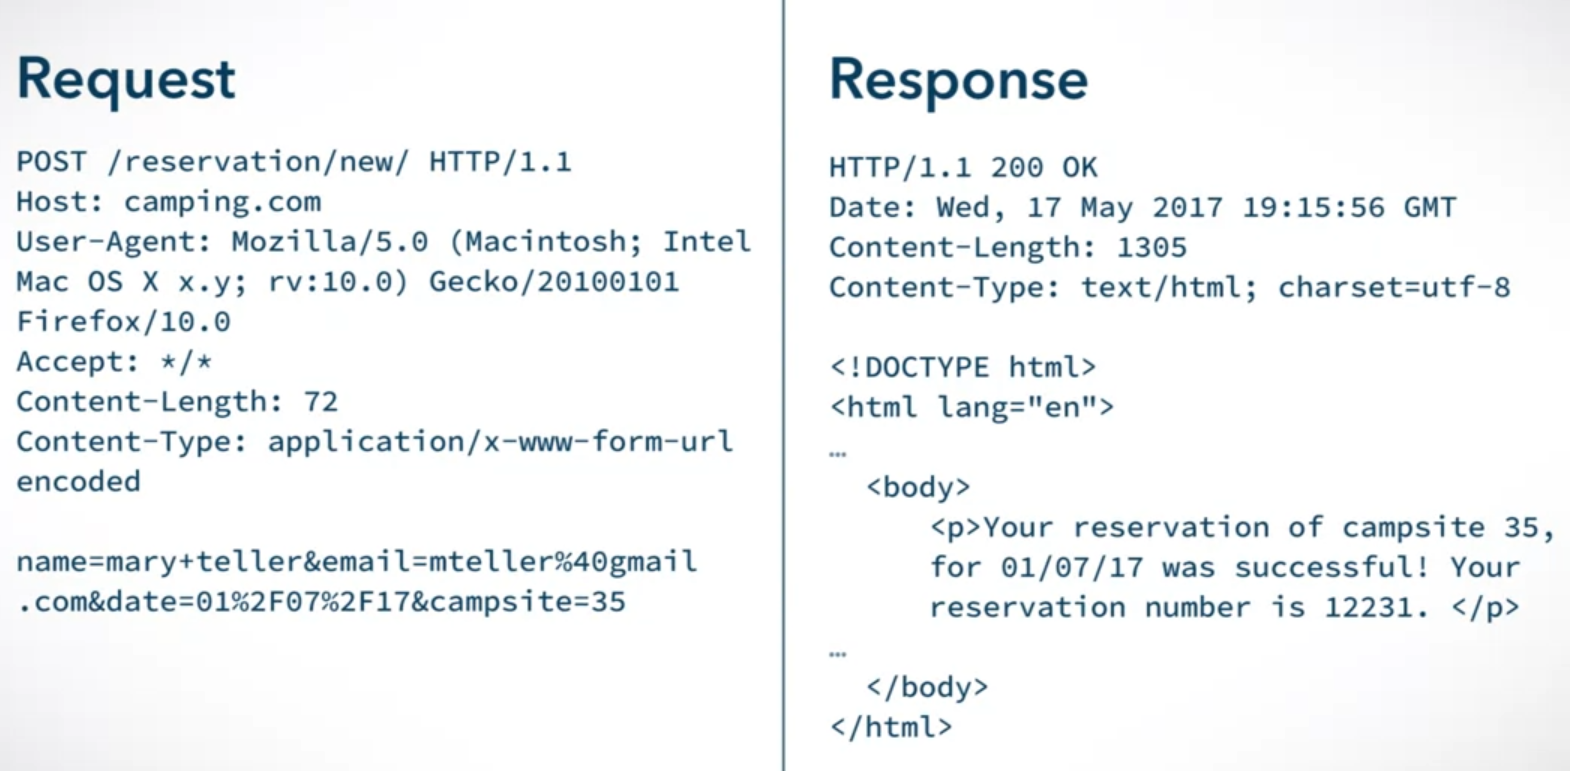 Request
POST /reservation/new/ HTTP/1.1
Host: camping.com
User-Agent: Mozilla/5.0 (Macintosh; Intel
Mac OS X x.y; rv:10.0) Gecko/20100101
Firefox/10.0
Accept: */*
Content-Length: 72
Content-Type: application/x-www-form-url
encoded
name=mary+teller&email=mteller%40gmail
.com&date=01%2F07%2F17&campsite=35
Response
HTTP/1.1 200 OK
Date: Wed, 17 May 2017 19:15:56 GMT
Content-Length: 1305
Content-Type: text/html; charset=utf-8
<!DOCTYPE html>
<html lang="en">
…
<body>
<p>Your reservation of campsite 35,
for 01/07/17 was successful! Your
reservation number is 12231. </p>
…
</body>
</html>